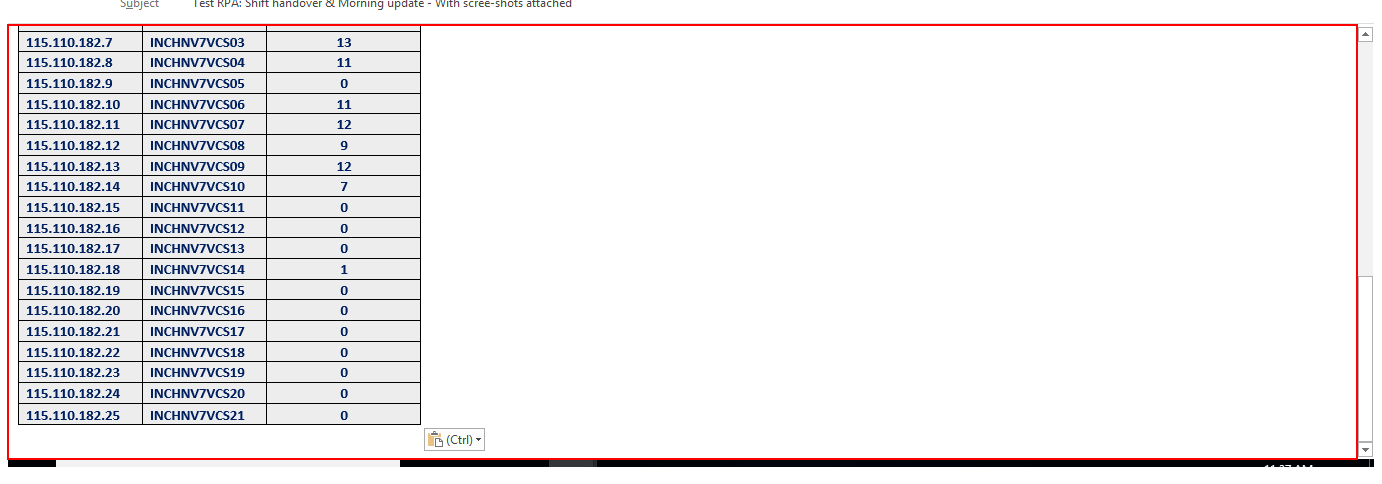 Subject Test RPA: Shift handover & Morning update - With scree-shots attached
115.110.182.7 INCHNV7VCS03 13
115.110.182.8 INCHNV7VCS04 11
115.110.182.9 INCHNV7VCS05 0
115.110.182.10 INCHNV7VCS06 11
115.110.182.11 INCHNV7VCS07 12
115.110.182.12 INCHNV7VCS08 9
115.110.182.13 INCHNV7VCS09 12
115.110.182.14 INCHNV7VCS10 7
115.110.182.15 INCHNV7VCS11 0
115.110.182.16 INCHNV7VCS12 0
115.110.182.17 INCHNV7VCS13 0
115.110.182.18 INCHNV7VCS14 1
115.110.182.19 INCHNV7VCS15 0
115.110.182.20 INCHNV7VCS16 0
115.110.182.21 INCHNV7VCS17 0
115.110.182.22 INCHNV7VCS18 0
115.110.182.23 INCHNV7VCS19 0
115.110.182.24 INCHNV7VCS20 0
115.110.182.25 INCHNV7VCS21 0
(Ctrl)